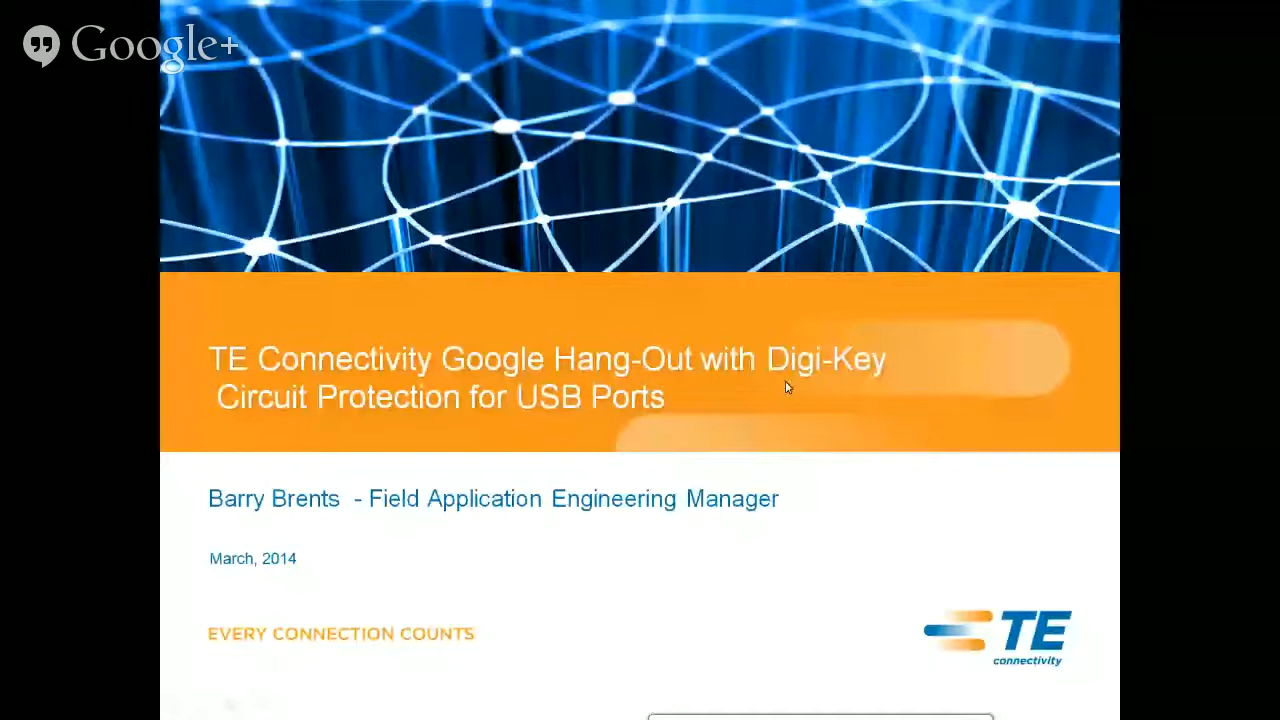 Google+
TE Connectivity Google Hang-Out with Digi-Key
Circuit Protection for USB Ports
Barry Brents - Field Application Engineering Manager
March, 2014
EVERY CONNECTION COUNTS
TE
connectivity